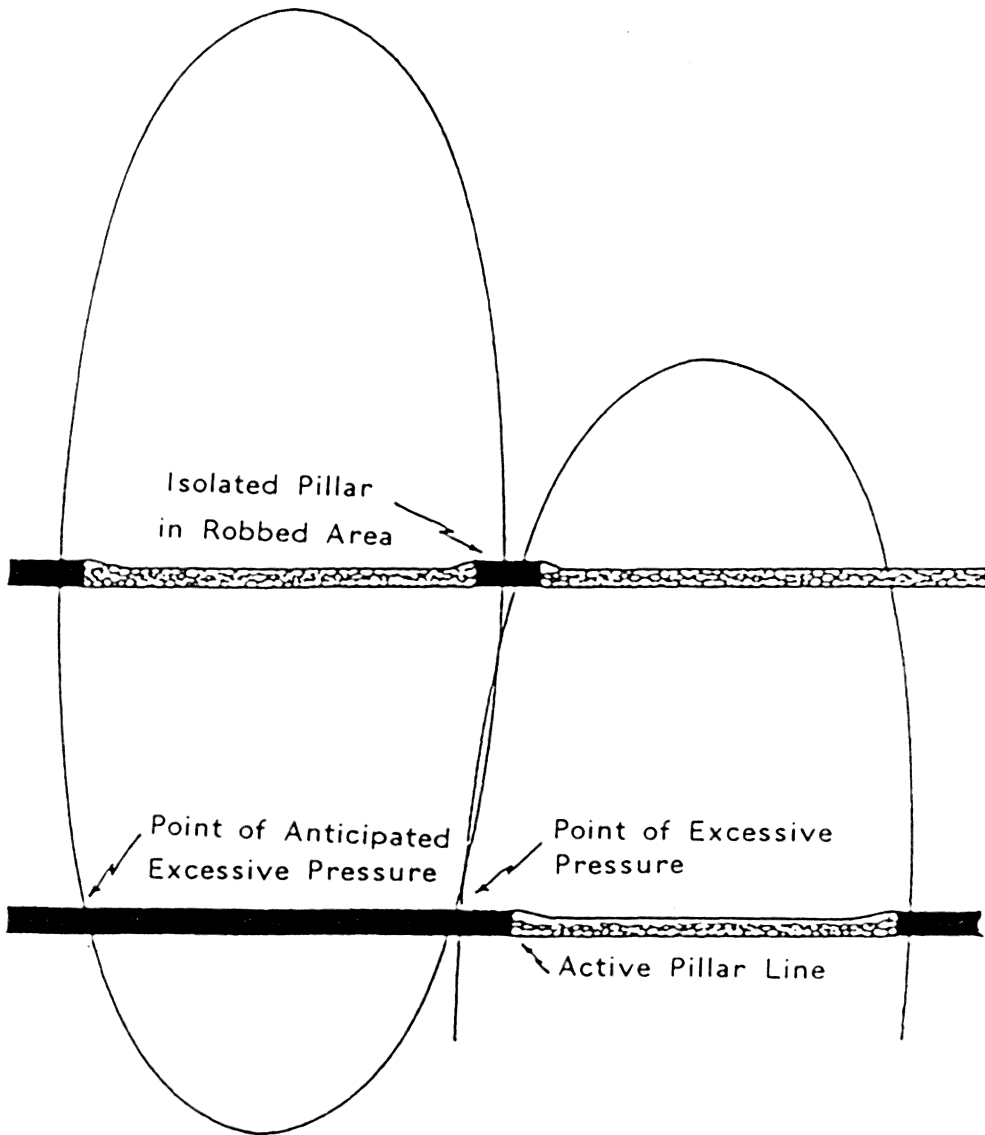 Isolated Pillar
in Robbed Area
Point of Anticipated
Excessive Pressure
Point of Excessive
Pressure
Active Pillar Line